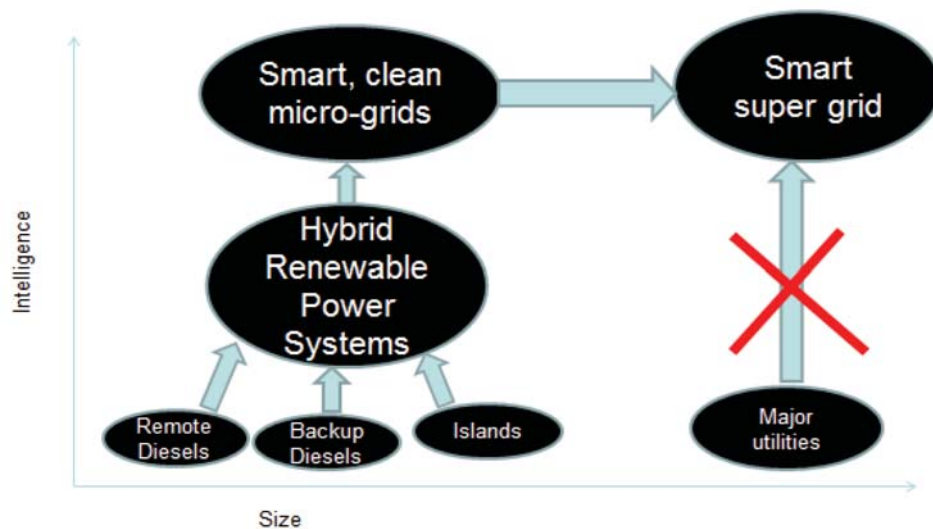 Smart, clean
micro-grids
Smart
super grid
Hybrid
Renewable
Power
Systems
Remote
Diesels
Backup
Diesels
Islands
Major
utilities
Intelligence
Size